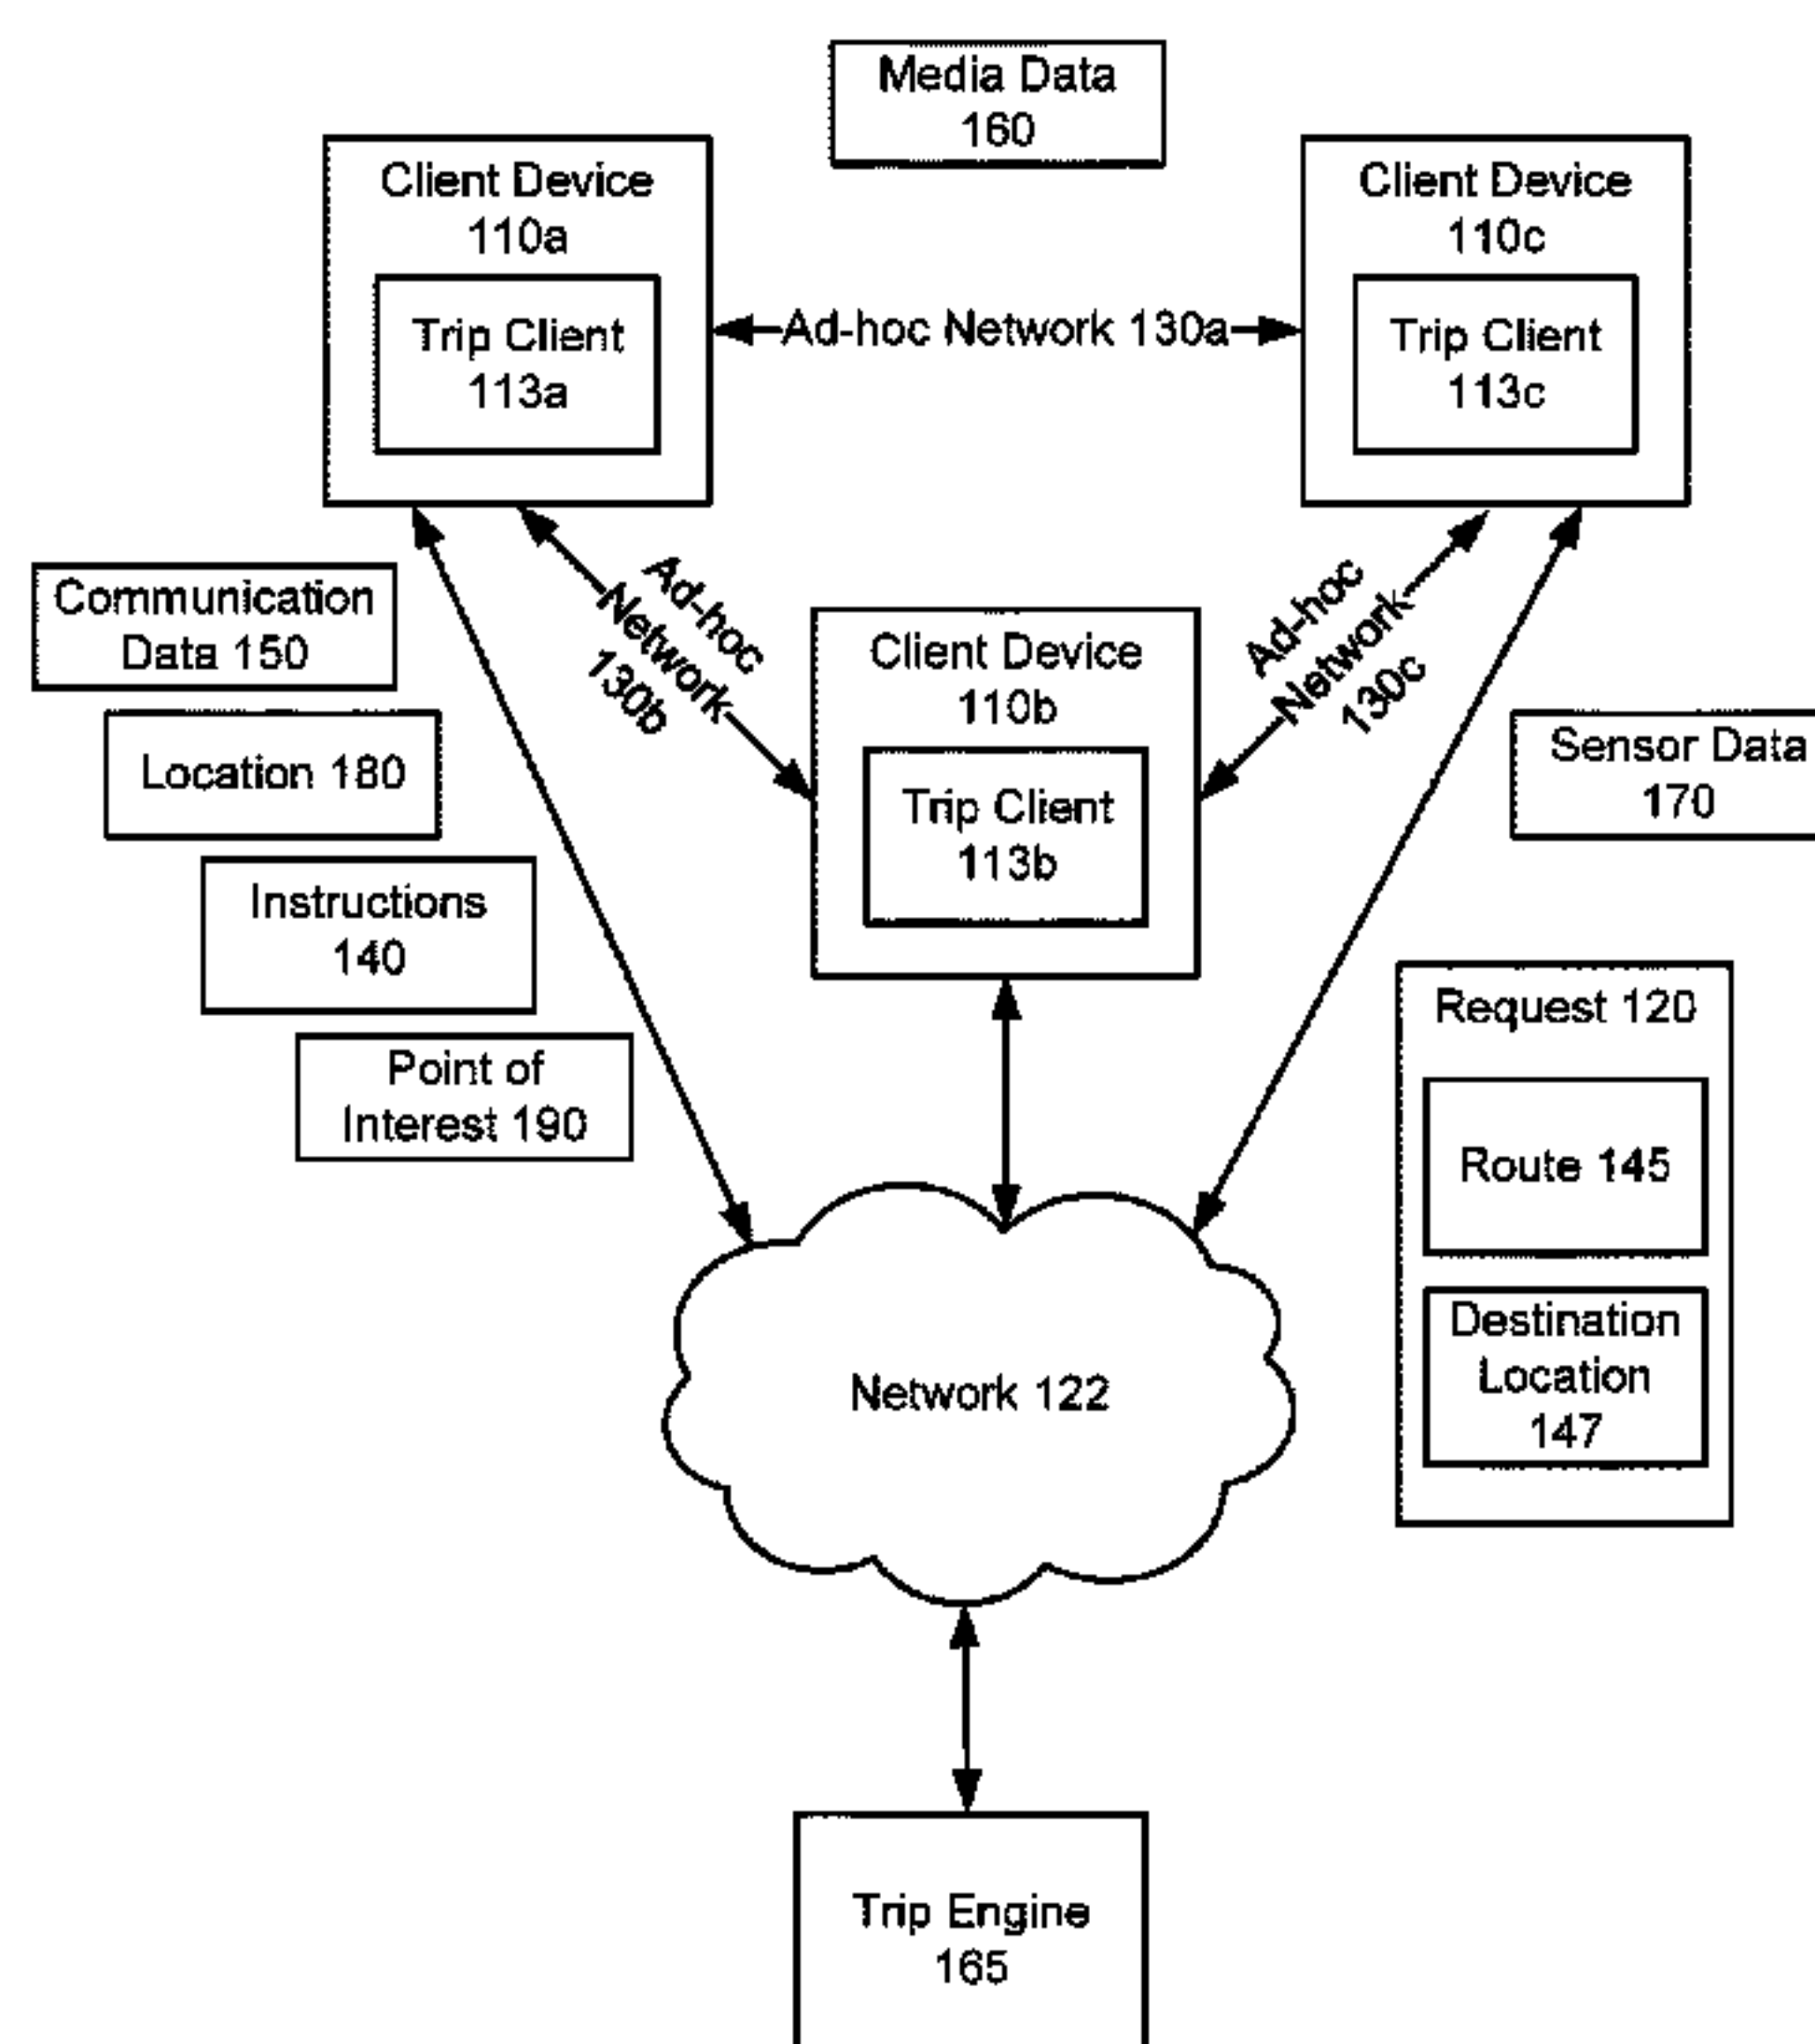 Media Data
160
Client Device
110a
Trip Client
113a
Ad-hoc Network 130a
Client Device
110c
Trip Client
113c
Communication
Data 150
Location 180
Instructions
140
Point of
Interest 190
Ad-hoc
Network
130b
Client Device
110b
Trip Client
113b
Ad-hoc
Network
130c
Sensor Data
170
Request 120
Route 145
Destination
Location
147
Network 122
Trip Engine
165